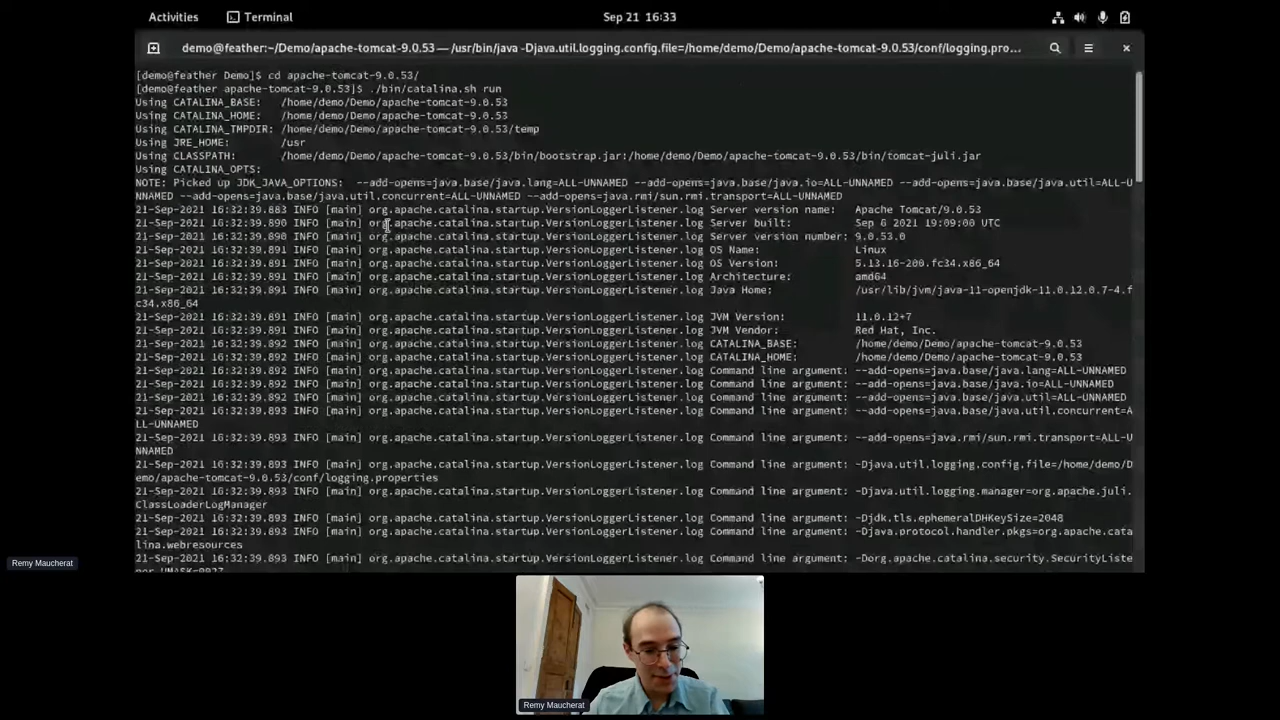 Activities
Terminal
Sep 21 16:33
demo@feather:~/Demo/apache-tomcat-9.0.53 — /usr/bin/java -Djava.util.logging.config.file=/home/demo/Demo/apache-tomcat-9.0.53/conf/logging.pro…
[demo@feather Demo]$ cd apache-tomcat-9.0.53/
[demo@feather apache-tomcat-9.0.53]$ ./bin/catalina.sh run
Using CATALINA_BASE:   /home/demo/Demo/apache-tomcat-9.0.53
Using CATALINA_HOME:   /home/demo/Demo/apache-tomcat-9.0.53
Using CATALINA_TMPDIR: /home/demo/Demo/apache-tomcat-9.0.53/temp
Using JRE_HOME:        /usr
Using CLASSPATH:       /home/demo/Demo/apache-tomcat-9.0.53/bin/bootstrap.jar:/home/demo/Demo/apache-tomcat-9.0.53/bin/tomcat-juli.jar
Using CATALINA_OPTS:
NOTE: Picked up JDK_JAVA_OPTIONS:  --add-opens=java.base/java.lang=ALL-UNNAMED --add-opens=java.base/java.io=ALL-UNNAMED --add-opens=java.base/java.util=ALL-U
NNAMED --add-opens=java.base/java.util.concurrent=ALL-UNNAMED --add-opens=java.rmi/sun.rmi.transport=ALL-UNNAMED
21-Sep-2021 16:32:39.883 INFO [main] org.apache.catalina.startup.VersionLoggerListener.log Server version name:   Apache Tomcat/9.0.53
21-Sep-2021 16:32:39.890 INFO [main] org.apache.catalina.startup.VersionLoggerListener.log Server built:          Sep 6 2021 19:09:00 UTC
21-Sep-2021 16:32:39.890 INFO [main] org.apache.catalina.startup.VersionLoggerListener.log Server version number: 9.0.53.0
21-Sep-2021 16:32:39.891 INFO [main] org.apache.catalina.startup.VersionLoggerListener.log OS Name:               Linux
21-Sep-2021 16:32:39.891 INFO [main] org.apache.catalina.startup.VersionLoggerListener.log OS Version:            5.13.16-200.fc34.x86_64
21-Sep-2021 16:32:39.891 INFO [main] org.apache.catalina.startup.VersionLoggerListener.log Architecture:          amd64
21-Sep-2021 16:32:39.891 INFO [main] org.apache.catalina.startup.VersionLoggerListener.log Java Home:             /usr/lib/jvm/java-11-openjdk-11.0.12.0.7-4.f
c34.x86_64
21-Sep-2021 16:32:39.891 INFO [main] org.apache.catalina.startup.VersionLoggerListener.log JVM Version:           11.0.12+7
21-Sep-2021 16:32:39.891 INFO [main] org.apache.catalina.startup.VersionLoggerListener.log JVM Vendor:            Red Hat, Inc.
21-Sep-2021 16:32:39.892 INFO [main] org.apache.catalina.startup.VersionLoggerListener.log CATALINA_BASE:         /home/demo/Demo/apache-tomcat-9.0.53
21-Sep-2021 16:32:39.892 INFO [main] org.apache.catalina.startup.VersionLoggerListener.log CATALINA_HOME:         /home/demo/Demo/apache-tomcat-9.0.53
21-Sep-2021 16:32:39.892 INFO [main] org.apache.catalina.startup.VersionLoggerListener.log Command line argument: --add-opens=java.base/java.lang=ALL-UNNAMED
21-Sep-2021 16:32:39.892 INFO [main] org.apache.catalina.startup.VersionLoggerListener.log Command line argument: --add-opens=java.base/java.io=ALL-UNNAMED
21-Sep-2021 16:32:39.892 INFO [main] org.apache.catalina.startup.VersionLoggerListener.log Command line argument: --add-opens=java.base/java.util=ALL-UNNAMED
21-Sep-2021 16:32:39.893 INFO [main] org.apache.catalina.startup.VersionLoggerListener.log Command line argument: --add-opens=java.base/java.util.concurrent=A
LL-UNNAMED
21-Sep-2021 16:32:39.893 INFO [main] org.apache.catalina.startup.VersionLoggerListener.log Command line argument: --add-opens=java.rmi/sun.rmi.transport=ALL-U
NNAMED
21-Sep-2021 16:32:39.893 INFO [main] org.apache.catalina.startup.VersionLoggerListener.log Command line argument: -Djava.util.logging.config.file=/home/demo/D
emo/apache-tomcat-9.0.53/conf/logging.properties
21-Sep-2021 16:32:39.893 INFO [main] org.apache.catalina.startup.VersionLoggerListener.log Command line argument: -Djava.util.logging.manager=org.apache.juli.
ClassLoaderLogManager
21-Sep-2021 16:32:39.893 INFO [main] org.apache.catalina.startup.VersionLoggerListener.log Command line argument: -Djdk.tls.ephemeralDHKeySize=2048
21-Sep-2021 16:32:39.893 INFO [main] org.apache.catalina.startup.VersionLoggerListener.log Command line argument: -Djava.protocol.handler.pkgs=org.apache.cata
lina.webresources
21-Sep-2021 16:32:39.893 INFO [main] org.apache.catalina.startup.VersionLoggerListener.log Command line argument: -Dorg.apache.catalina.security.SecurityListe
Remy Maucherat
Remy Maucherat